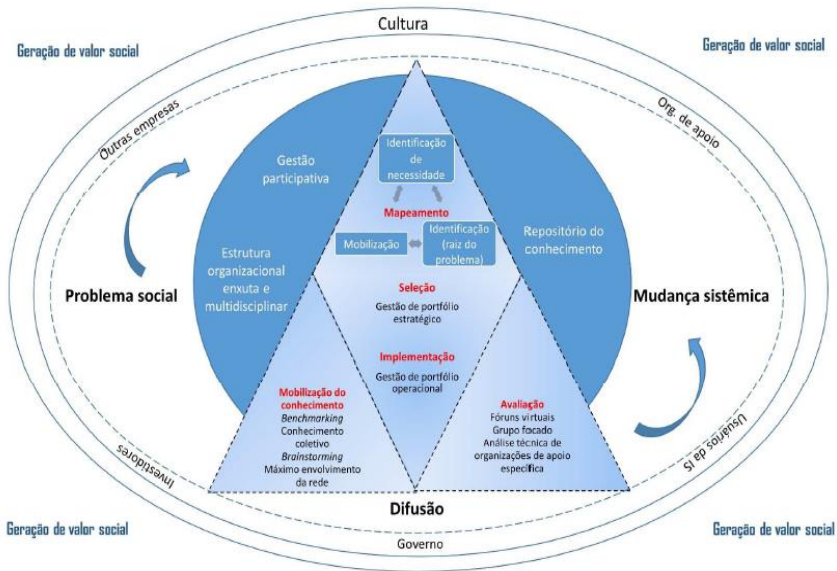 Cultura
Geração de valor social
Geração de valor social
Outras empresas
Org. de apoio
Gestão
participativa
Identificação
de
necessidade
Mapeamento
Mobilização
Identificação
(raiz do
problema)
Repositório do
conhecimento
Estrutura
organizacional
enxuta e
multidisciplinar
Problema social
Mudança sistêmica
Seleção
Gestão de portfólio
estratégico
Implementação
Gestão de portfólio
operacional
Mobilização do
conhecimento
Benchmarking
Conhecimento
coletivo
Brainstorming
Máximo envolvimento
da rede
Avaliação
Fóruns virtuais
Grupo focado
Análise técnica de
organizações de apoio
específica
Investidores
Usuários da IS
Difusão
Governo
Geração de valor social
Geração de valor social